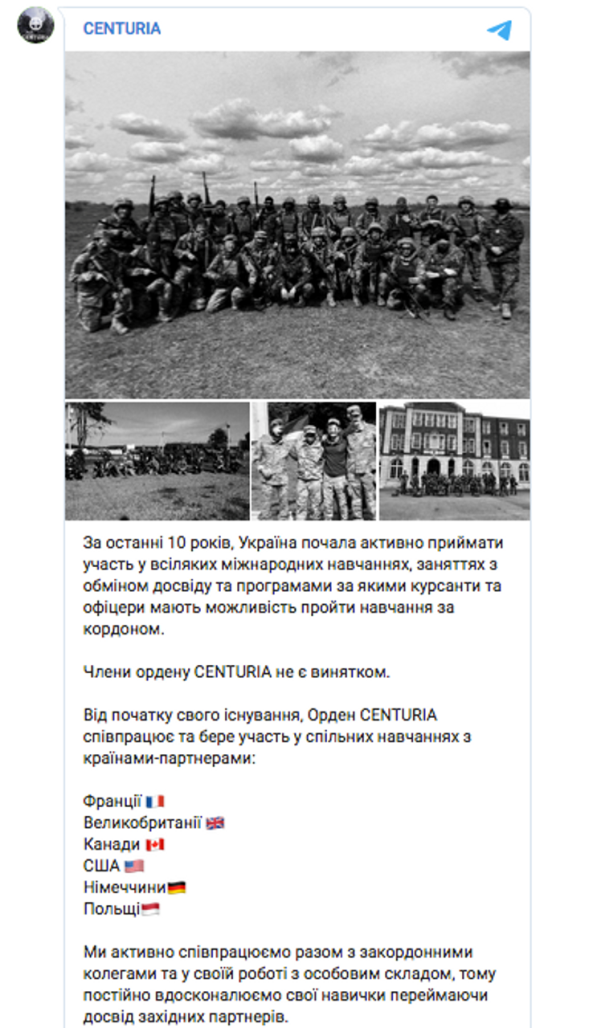 CENTURIA
За останні 10 років, Україна почала активно приймати
участь у всіляких міжнародних навчаннях, заняттях з
обміном досвіду та програмами за якими курсанти та
офіцери мають можливість пройти навчання за
кордоном.
Члени ордену CENTURIA не є винятком.
Від початку свого існування, Орден CENTURIA
співпрацює та бере участь у спільних навчаннях з
країнами-партнерами:
Франції 🇫🇷
Великобританії 🇬🇧
Канади 🇨🇦
США 🇺🇸
Німеччини🇩🇪
Польщі🇮🇩
Ми активно співпрацюємо разом з закордонними
колегами та у своїй роботі з особовим складом, тому
постійно вдосконалюємо свої навички переймаючи
досвід західних партнерів.